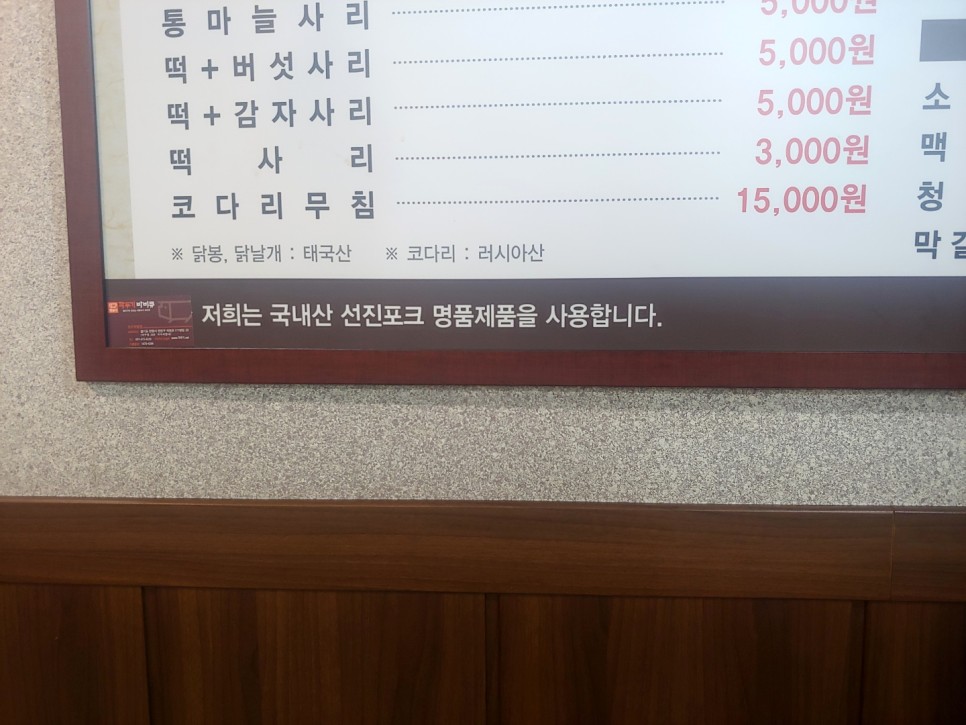 통마늘사리 5,000원
떡+버섯사리 5,000원
떡+감자사리 5,000원
떡 사 리 3,000원
코다리무침 15,000원
※ 닭봉, 닭날개 : 태국산 ※ 코다리 : 러시아산
저희는 국내산 선진포크 명품제품을 사용합니다.
소
맥
청
막걸